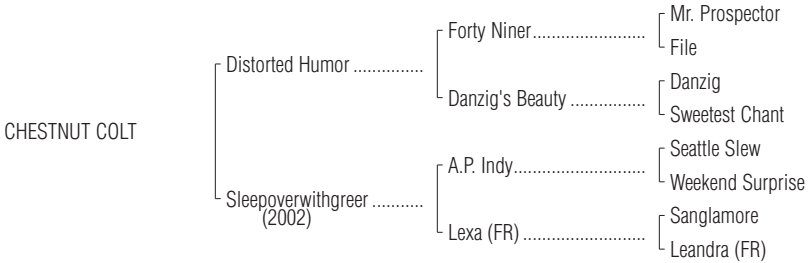 Mr. Prospector
Forty Niner........................
File
Distorted Humor ...............
Danzig
Danzig's Beauty ................
Sweetest Chant
CHESTNUT COLT
Seattle Slew
A.P. Indy............................
Weekend Surprise
Sleepoverwithgreer ...........
(2002)
Sanglamore
Lexa (FR) ..........................
Leandra (FR)